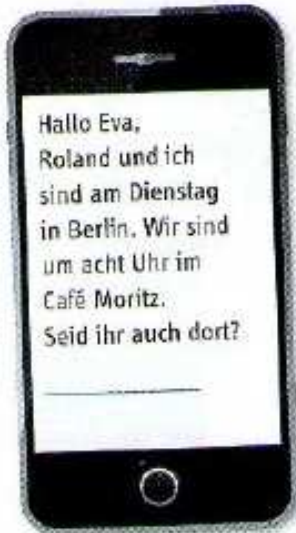 Hallo Eva,
Roland und ich
sind am Dienstag
in Berlin. Wir sind
um acht Uhr im
Café Moritz.
Seid ihr auch dort?